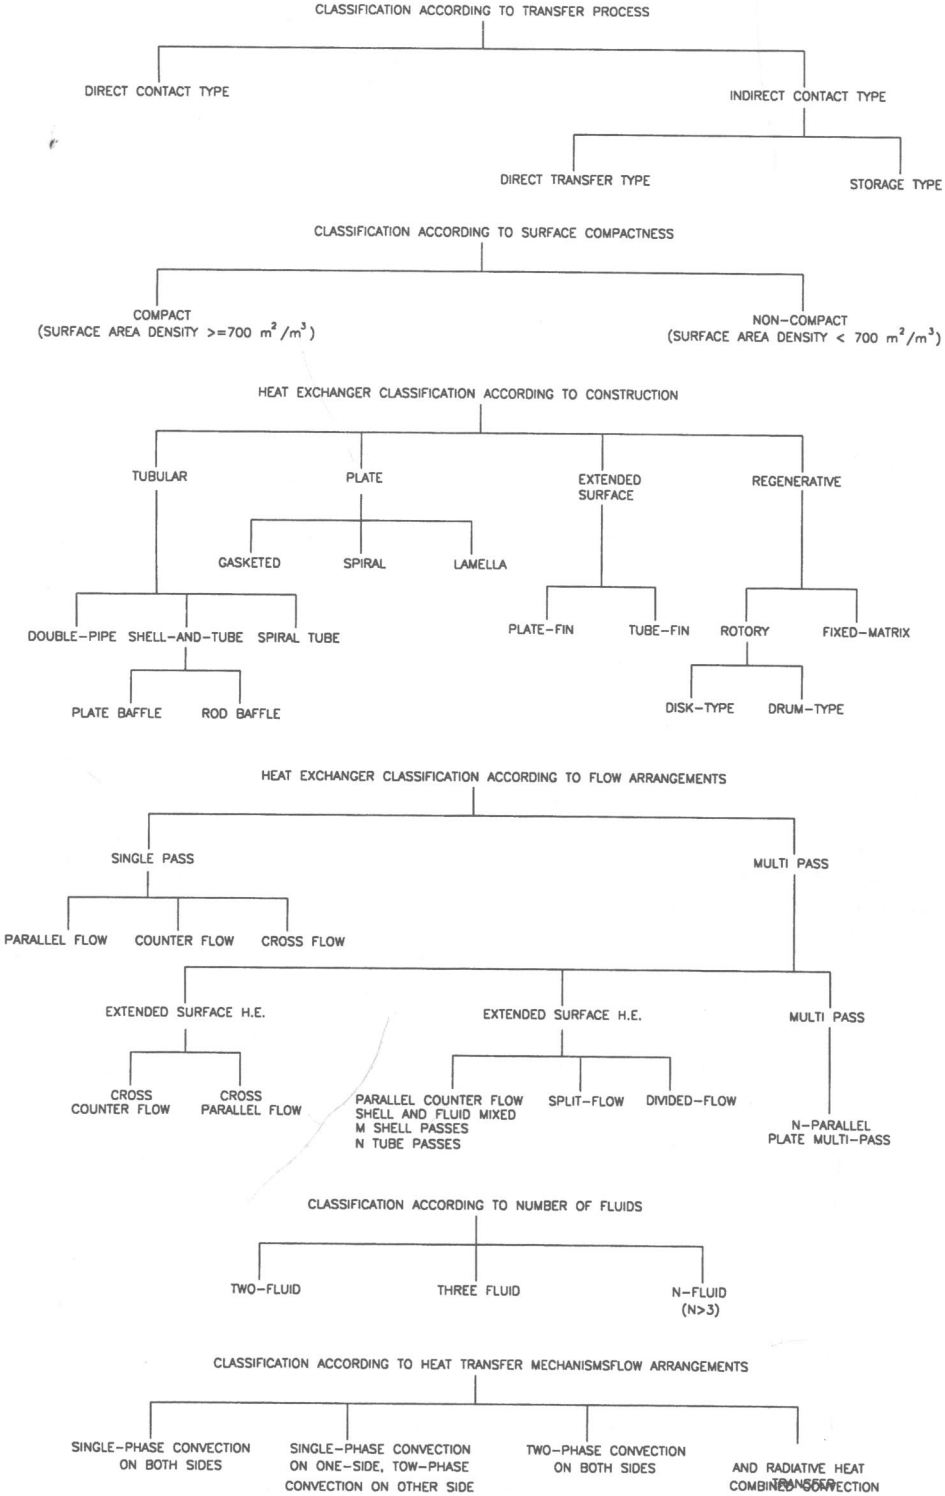 CLASSIFICATION ACCORDING TO TRANSFER PROCESS
DIRECT CONTACT TYPE
INDIRECT CONTACT TYPE
DIRECT TRANSFER TYPE
STORAGE TYPE
CLASSIFICATION ACCORDING TO SURFACE COMPACTNESS
COMPACT
(SURFACE AREA DENSITY >=700 m²/m³)
NON-COMPACT
(SURFACE AREA DENSITY < 700 m²/m³)
HEAT EXCHANGER CLASSIFICATION ACCORDING TO CONSTRUCTION
TUBULAR
PLATE
EXTENDED
SURFACE
REGENERATIVE
GASKETED
SPIRAL
LAMELLA
DOUBLE-PIPE
SHELL-AND-TUBE
SPIRAL TUBE
PLATE-FIN
TUBE-FIN
ROTORY
FIXED-MATRIX
PLATE BAFFLE
ROD BAFFLE
DISK-TYPE
DRUM-TYPE
HEAT EXCHANGER CLASSIFICATION ACCORDING TO FLOW ARRANGEMENTS
SINGLE PASS
MULTI PASS
PARALLEL FLOW
COUNTER FLOW
CROSS FLOW
EXTENDED SURFACE H.E.
EXTENDED SURFACE H.E.
MULTI PASS
CROSS
COUNTER FLOW
CROSS
PARALLEL FLOW
PARALLEL COUNTER FLOW
SHELL AND FLUID MIXED
M SHELL PASSES
N TUBE PASSES
SPLIT-FLOW
DIVIDED-FLOW
N-PARALLEL
PLATE MULTI-PASS
CLASSIFICATION ACCORDING TO NUMBER OF FLUIDS
TWO-FLUID
THREE FLUID
N-FLUID
(N>3)
CLASSIFICATION ACCORDING TO HEAT TRANSFER MECHANISMSFLOW ARRANGEMENTS
SINGLE-PHASE CONVECTION
ON BOTH SIDES
SINGLE-PHASE CONVECTION
ON ONE-SIDE, TOW-PHASE
CONVECTION ON OTHER SIDE
TWO-PHASE CONVECTION
ON BOTH SIDES
AND RADIATIVE HEAT
TRANSFER
COMBINED CONVECTION